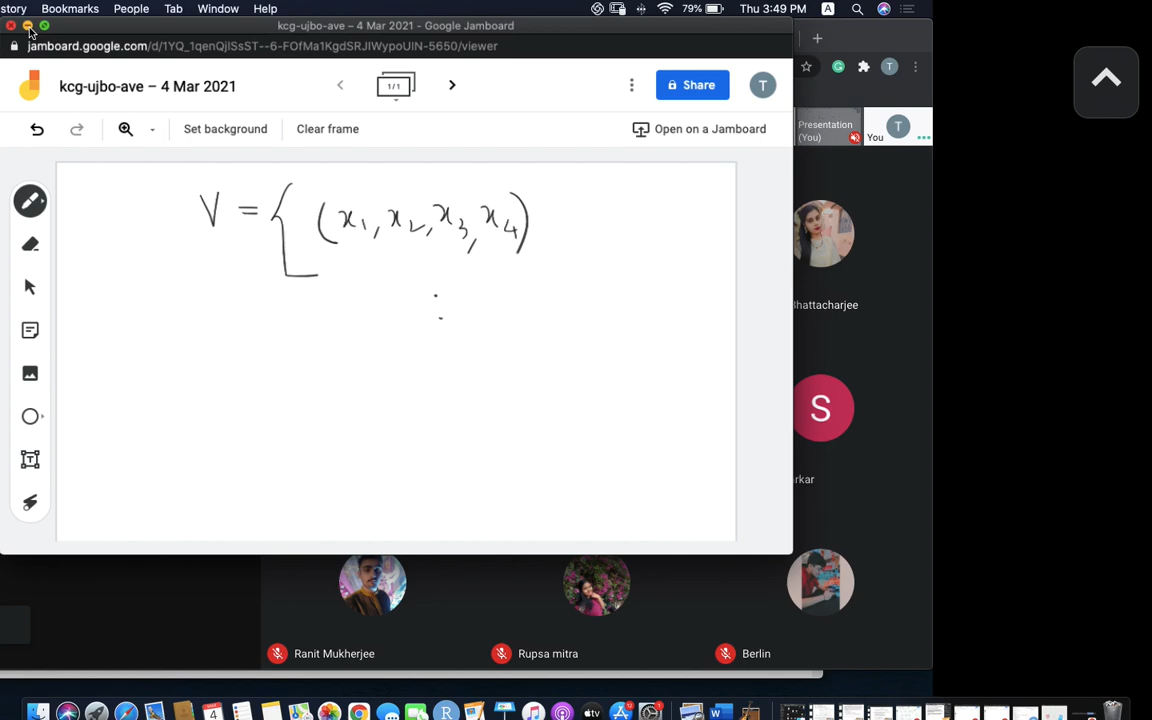 story Bookmarks People Tab Window Help 79% Thu 3:49 PM A
kcg-ujbo-ave – 4 Mar 2021 - Google Jamboard
jamboard.google.com/d/1YQ_1qenQjlSsST--6-FOfMa1KgdSRJIWypoUIN-5650/viewer
kcg-ujbo-ave – 4 Mar 2021 1/1 Share T
T
Set background Clear frame Open on a Jamboard
Presentation (You)
You T
V = { (x1, x2, x3, x4)
:
Bhattacharjee
S
rkar
Ranit Mukherjee Rupsa mitra Berlin